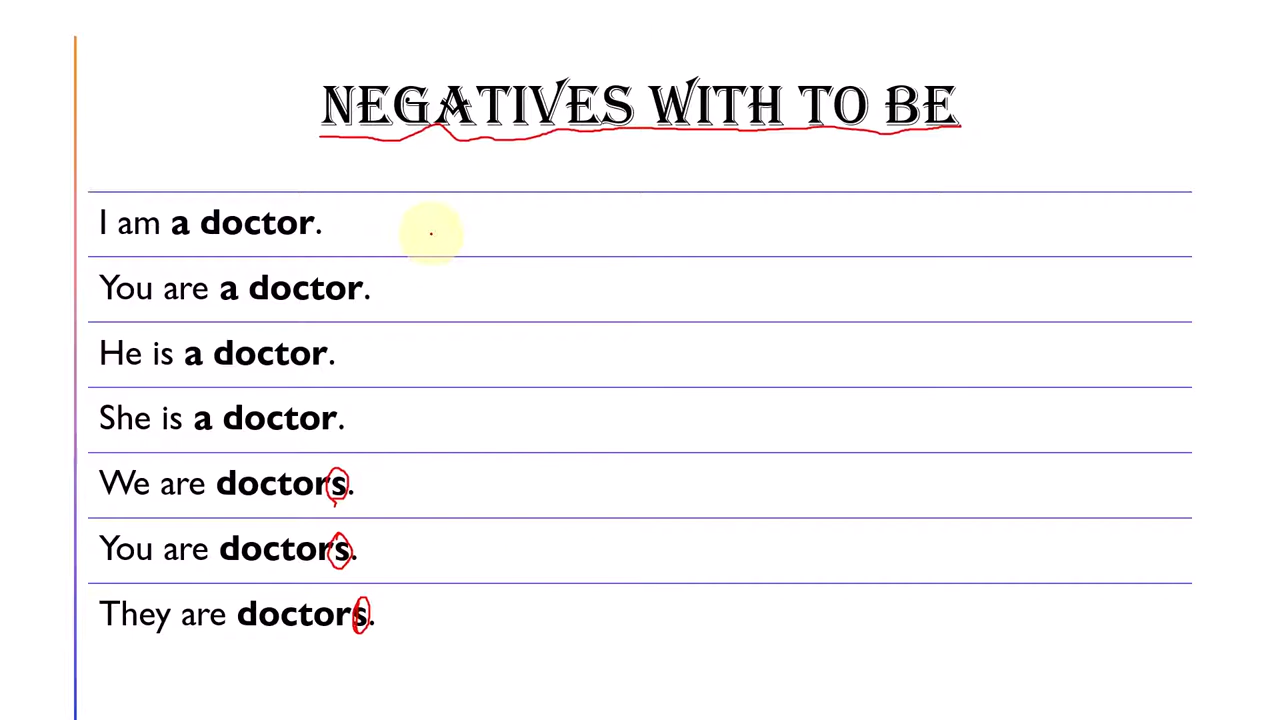 NEGATIVES WITH TO BE
I am a doctor.
You are a doctor.
He is a doctor.
She is a doctor.
We are doctors.
You are doctors.
They are doctors.